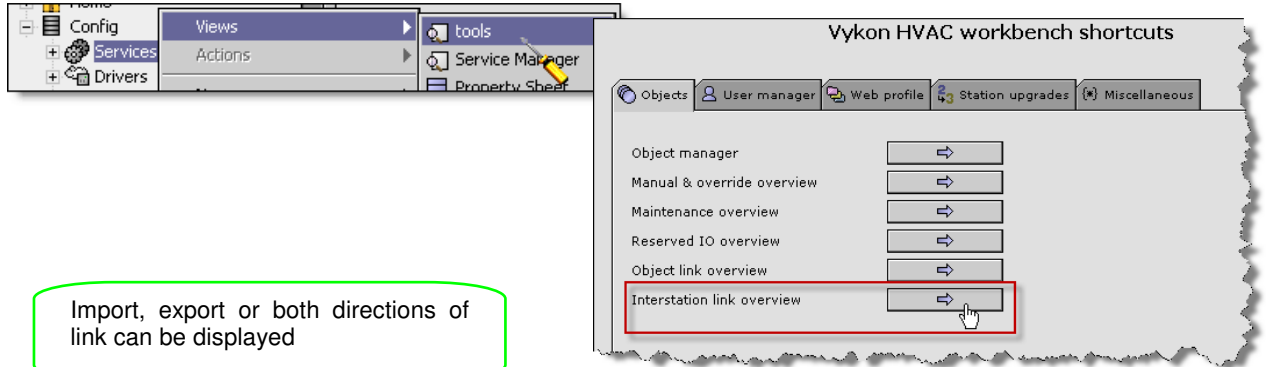 Home
Config
Services
Drivers
Views
Actions
tools
Service Manager
Property Sheet
Vykon HVAC workbench shortcuts
Objects User manager Web profile Station upgrades Miscellaneous
Object manager
Manual & override overview
Maintenance overview
Reserved IO overview
Object link overview
Interstation link overview
Import, export or both directions of
link can be displayed